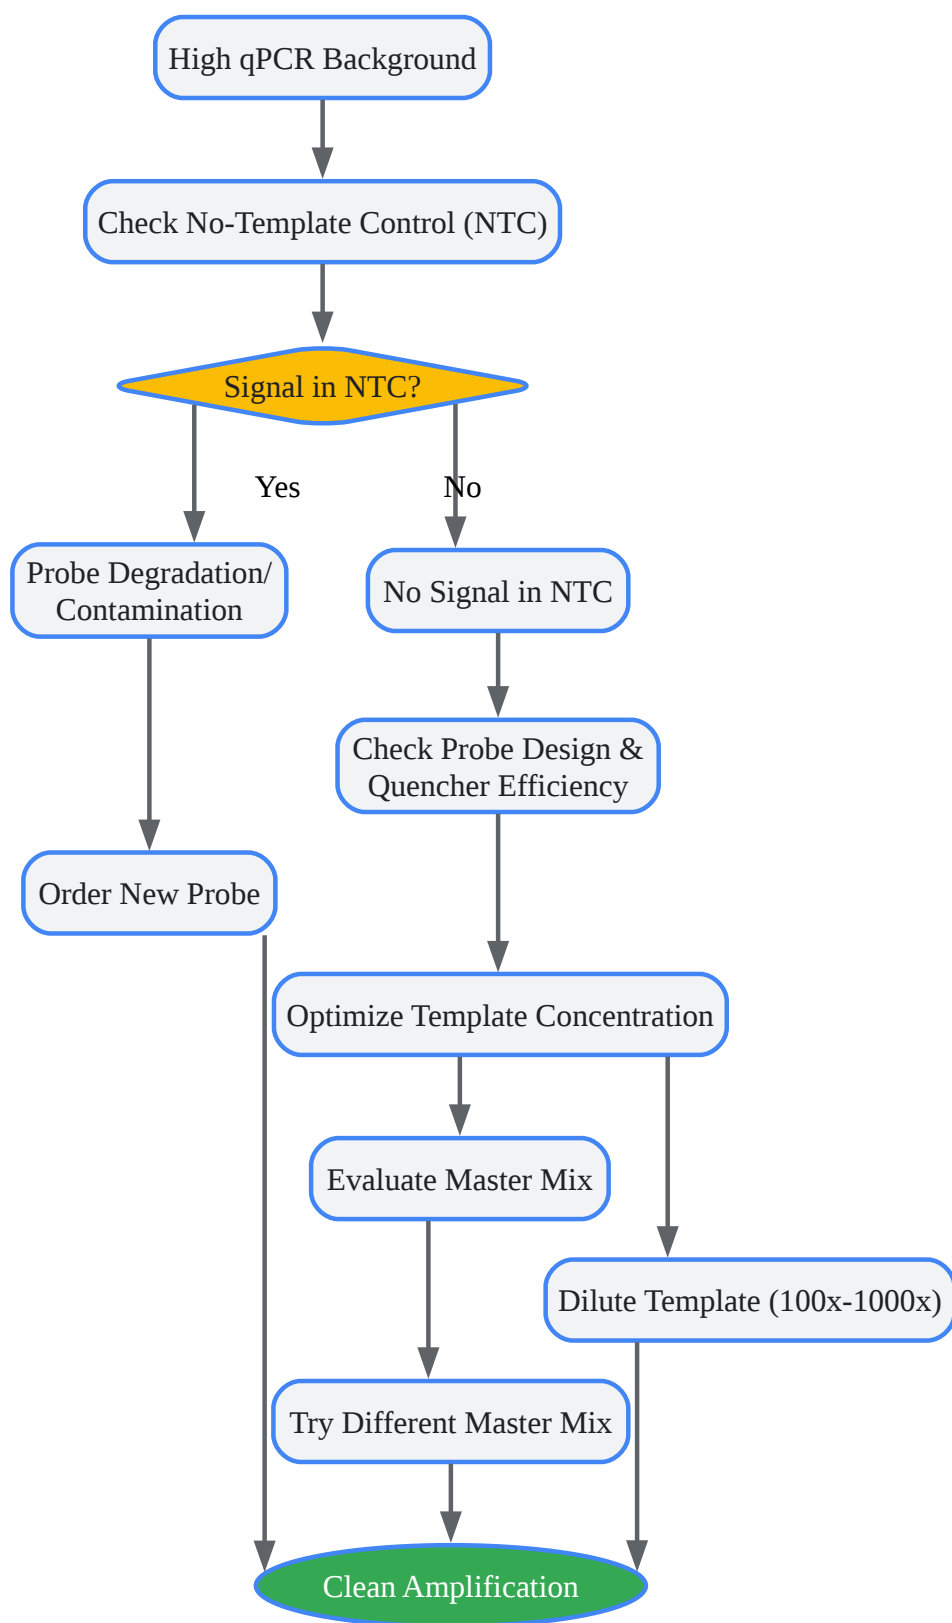 High qPCR Background
Check No-Template Control (NTC)
Signal in NTC?
Yes
No
Probe Degradation/
Contamination
No Signal in NTC
Check Probe Design &
Quencher Efficiency
Order New Probe
Optimize Template Concentration
Evaluate Master Mix
Dilute Template (100x-1000x)
Try Different Master Mix
Clean Amplification